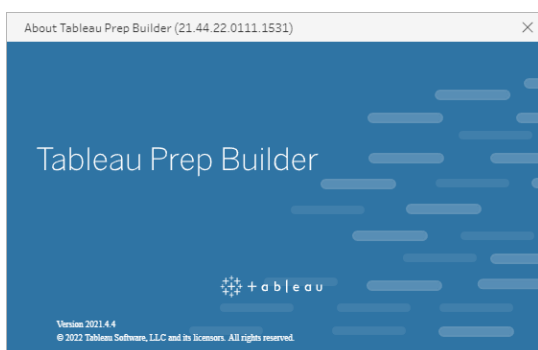 About Tableau Prep Builder (21.44.22.0111.1531)
Tableau Prep Builder
+ a b | e a u
Version 2021.4.4
© 2022 Tableau Software, LLC and its licensors. All rights reserved.